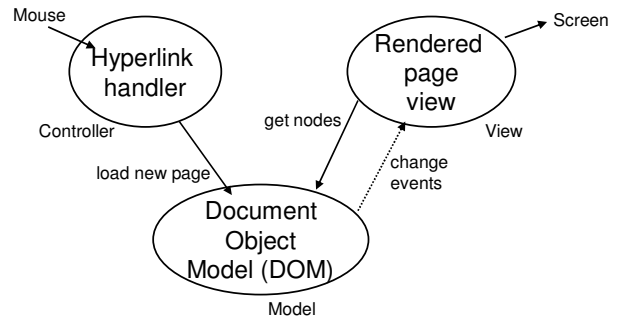 Mouse
Screen
Hyperlink
handler
Rendered
page
view
Controller
get nodes
View
load new page
change
events
Document
Object
Model (DOM)
Model